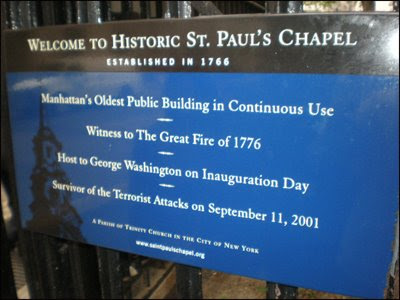 WELCOME TO HISTORIC ST. PAUL'S CHAPEL
ESTABLISHED IN 1766
Manhattan's Oldest Public Building in Continuous Use
Witness to The Great Fire of 1776
Host to George Washington on Inauguration Day
Survivor of the Terrorist Attacks on September 11, 2001
A PARISH OF TRINITY CHURCH IN THE CITY OF NEW YORK
www.saintpaulschapel.org